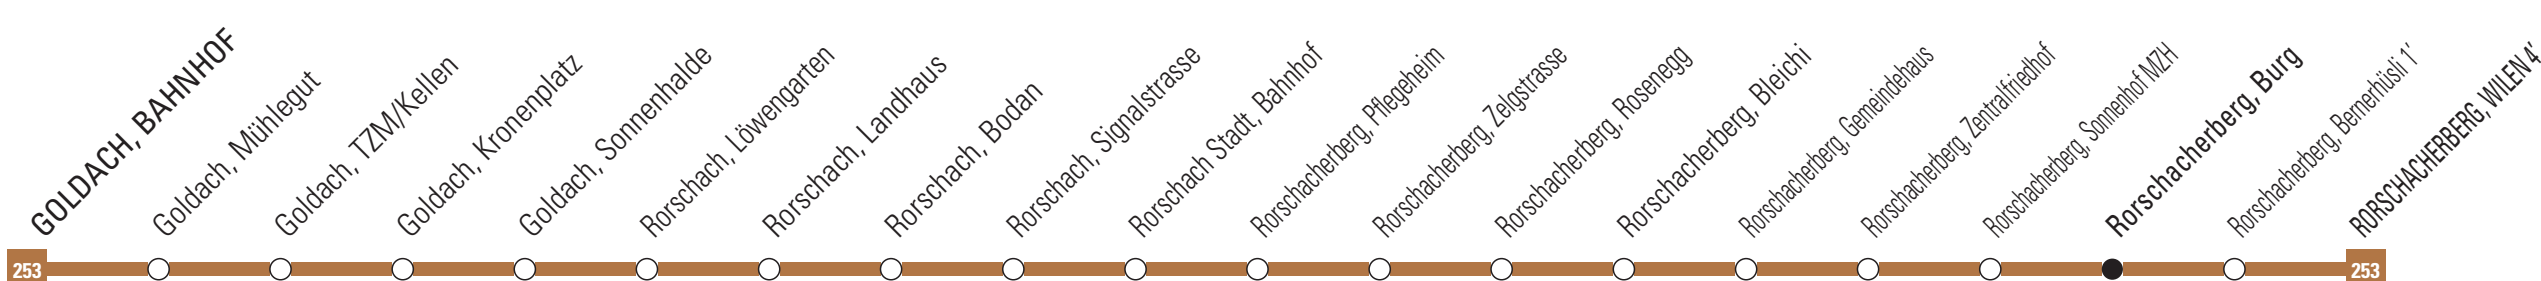 GOLDACH, BAHNHOF
Goldach, Mühlegut
Goldach, TZM/Kellen
Goldach, Kronenplatz
Goldach, Sonnenhalde
Rorschach, Löwengarten
Rorschach, Landhaus
Rorschach, Bodan
Rorschach, Signalstrasse
Rorschach Stadt, Bahnhof
Rorschacherberg, Pflegeheim
Rorschacherberg, Zelgstrasse
Rorschacherberg, Rosenegg
Rorschacherberg, Bleichi
Rorschacherberg, Gemeindehaus
Rorschacherberg, Zentralfriedhof
Rorschacherberg, Sonnenhof MZH
Rorschacherberg, Burg
Rorschacherberg, Bernerhüsli 1'
RORSCHACHERBERG, WILEN 4'
253
253